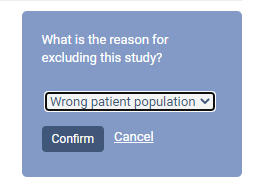 What is the reason for
excluding this study?
Wrong patient population
Confirm Cancel